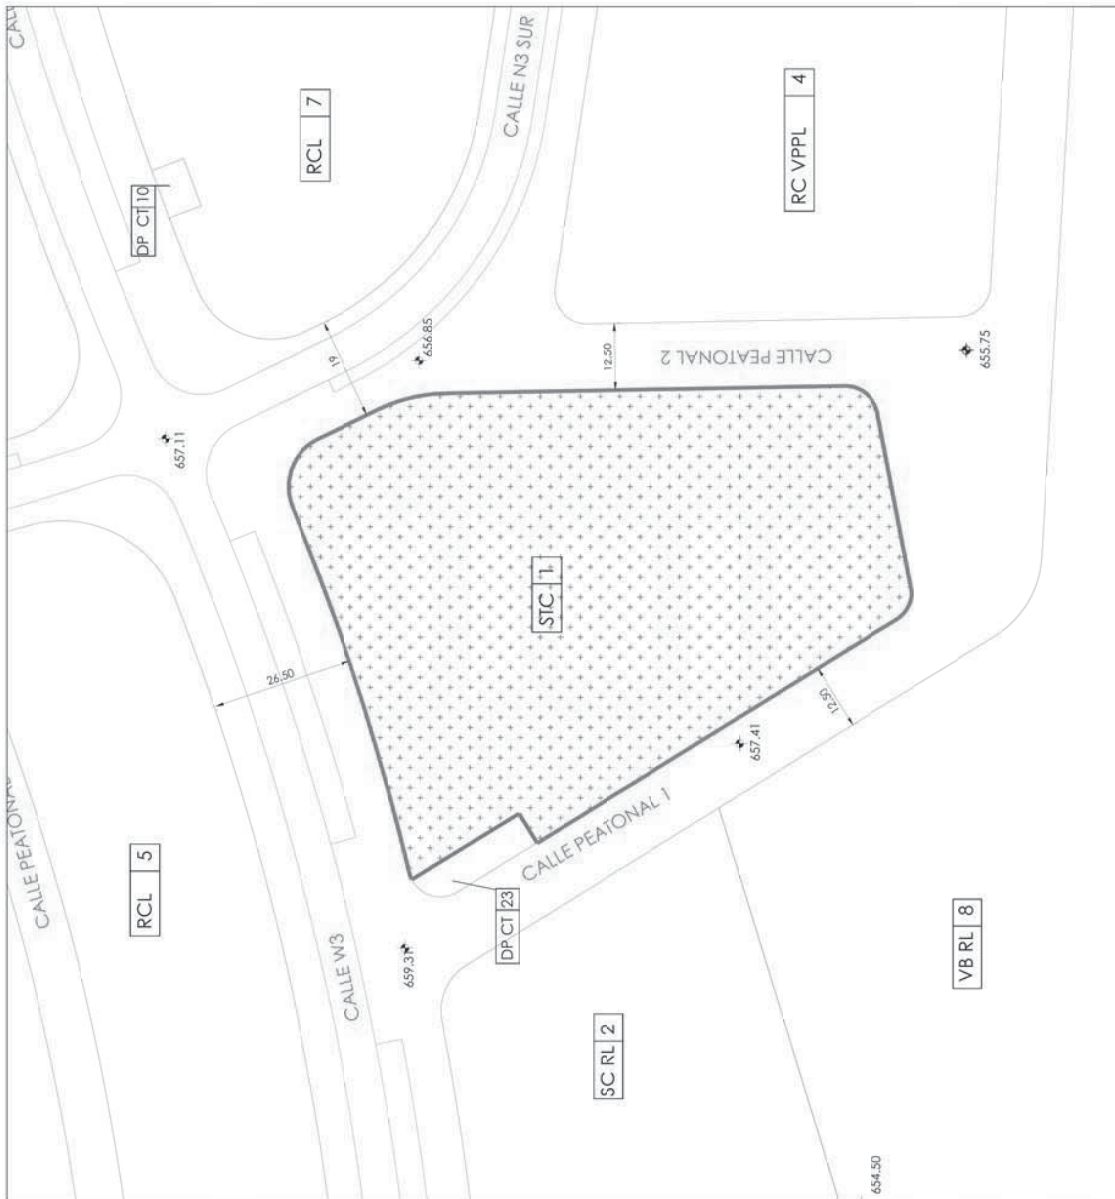 CALLE N3 SUR
RCL 7
RC VPPL 4
DP CT 10
19
656.85
12.50
CALLE PEATONAL 2
655.75
657.11
STC 1
26.50
12.50
657.41
CALLE PEATONAL 1
CALLE PEATONAL
RCL 5
DP CT 23
CALLE W3
659.31
VB RL 8
SC RL 2
654.50